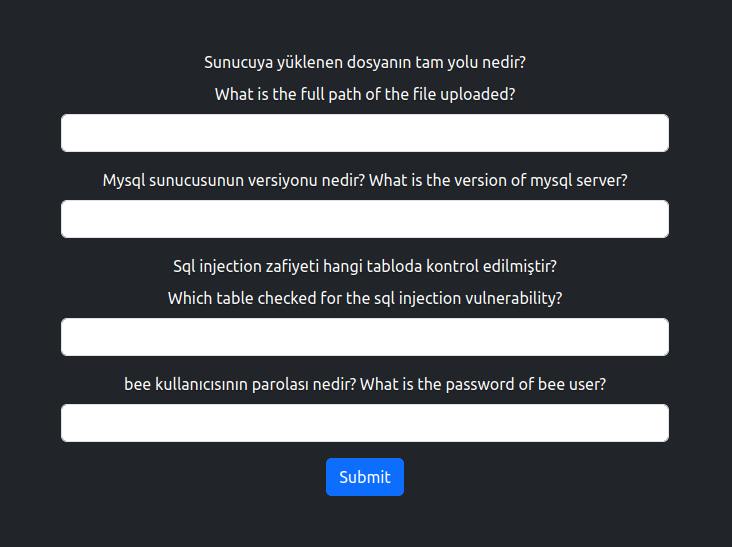 Sunucuya yüklenen dosyanın tam yolu nedir?
What is the full path of the file uploaded?
Mysql sunucusunun versiyonu nedir? What is the version of mysql server?
Sql injection zafiyeti hangi tabloda kontrol edilmiştir?
Which table checked for the sql injection vulnerability?
bee kullanıcısının parolası nedir? What is the password of bee user?
Submit